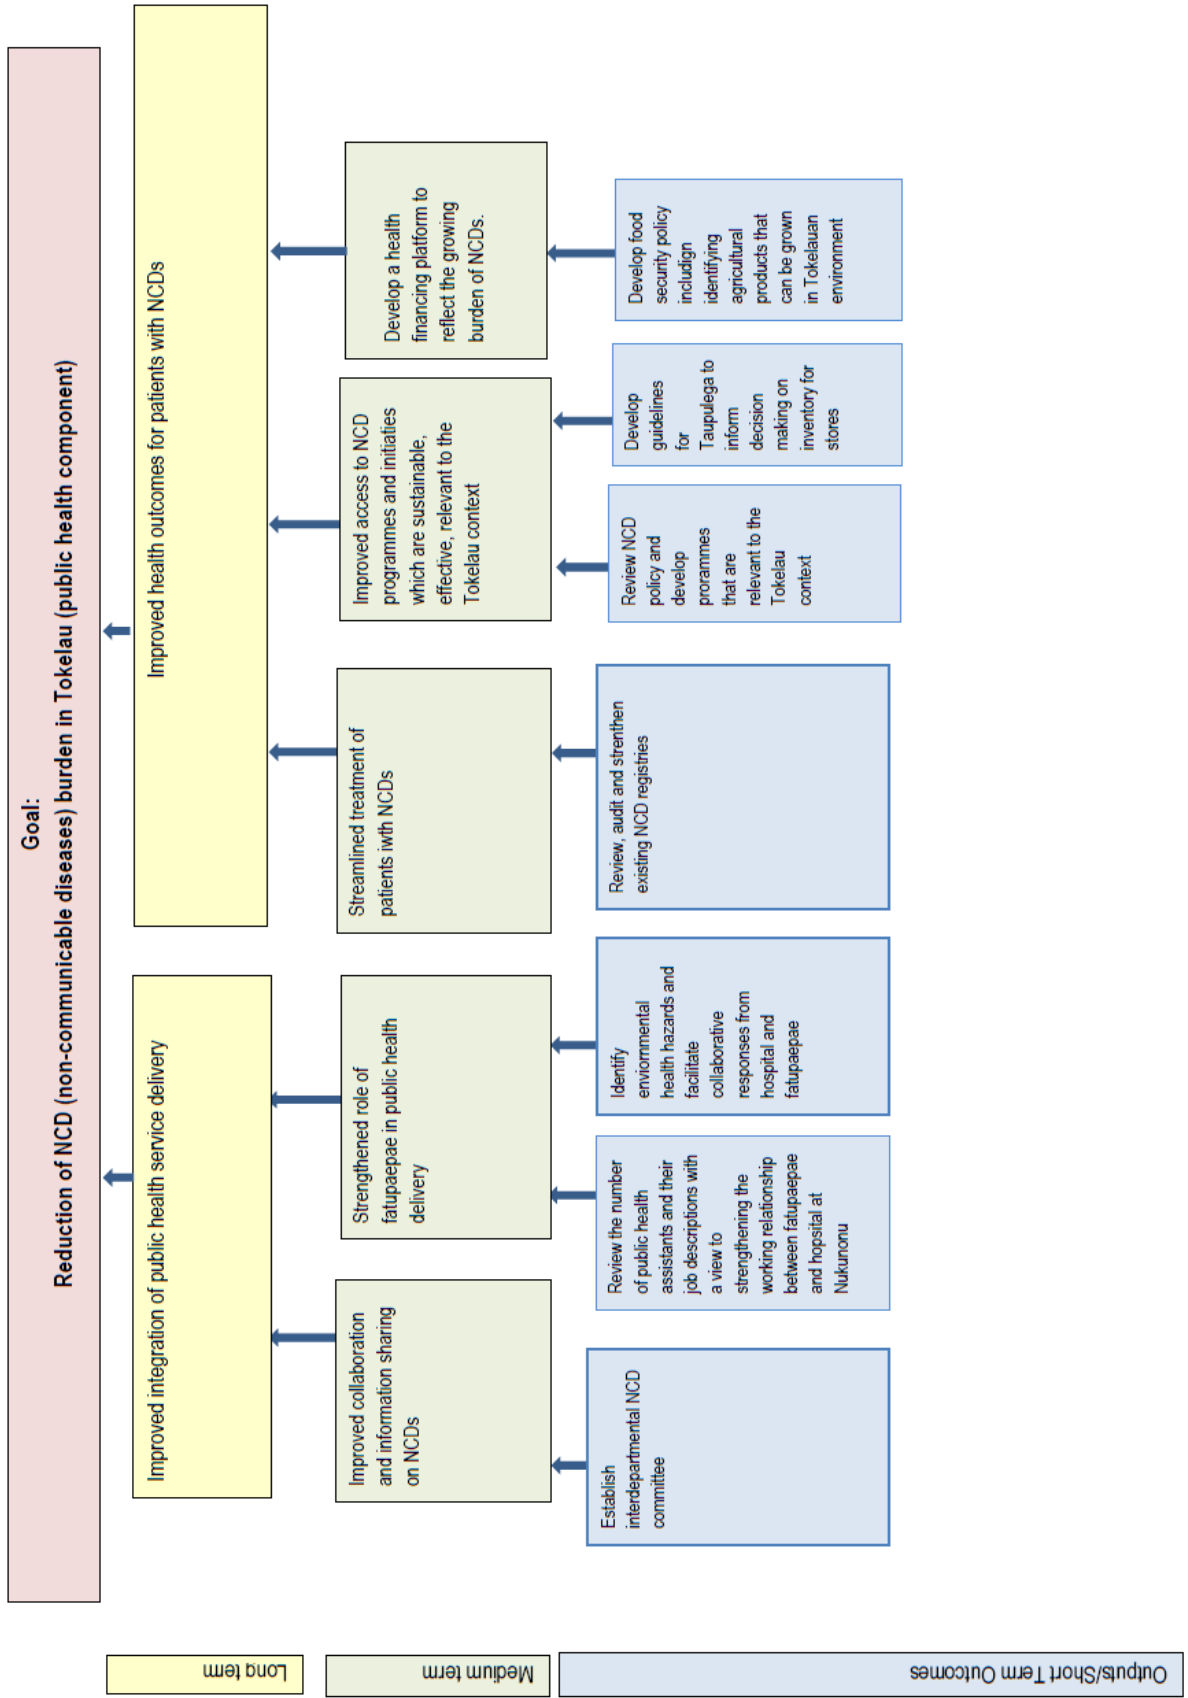 Goal:
Reduction of NCD (non-communicable diseases) burden in Tokelau (public health component)
Long term
Improved integration of public health service delivery
Improved health outcomes for patients with NCDs
Medium term
Improved collaboration
and information sharing
on NCDs
Strengthened role of
fatupaepae in public health
delivery
Streamlined treatment of
patients iwth NCDs
Improved access to NCD
programmes and initiaties
which are sustainable,
effective, relevant to the
Tokelau context
Develop a health
financing platform to
reflect the growing
burden of NCDs.
Outputs/Short Term Outcomes
Establish
interdepartmental NCD
committee
Review the number
of public health
assistants and their
job descriptions with
a view to
strengthening the
working relationship
between fatupaepae
and hopsital at
Nukunonu
Identify
enviornmental
health hazards and
facilitate
collaborative
responses from
hospital and
fatupaepae
Review, audit and strenthen
existing NCD registries
Review NCD
policy and
develop
prorammes
that are
relevant to the
Tokelau
context
Develop
guidelines
for
Taupulega to
inform
decision
making on
inventory for
stores
Develop food
security policy
includign
identifying
agricultural
products that
can be grown
in Tokelauan
environment